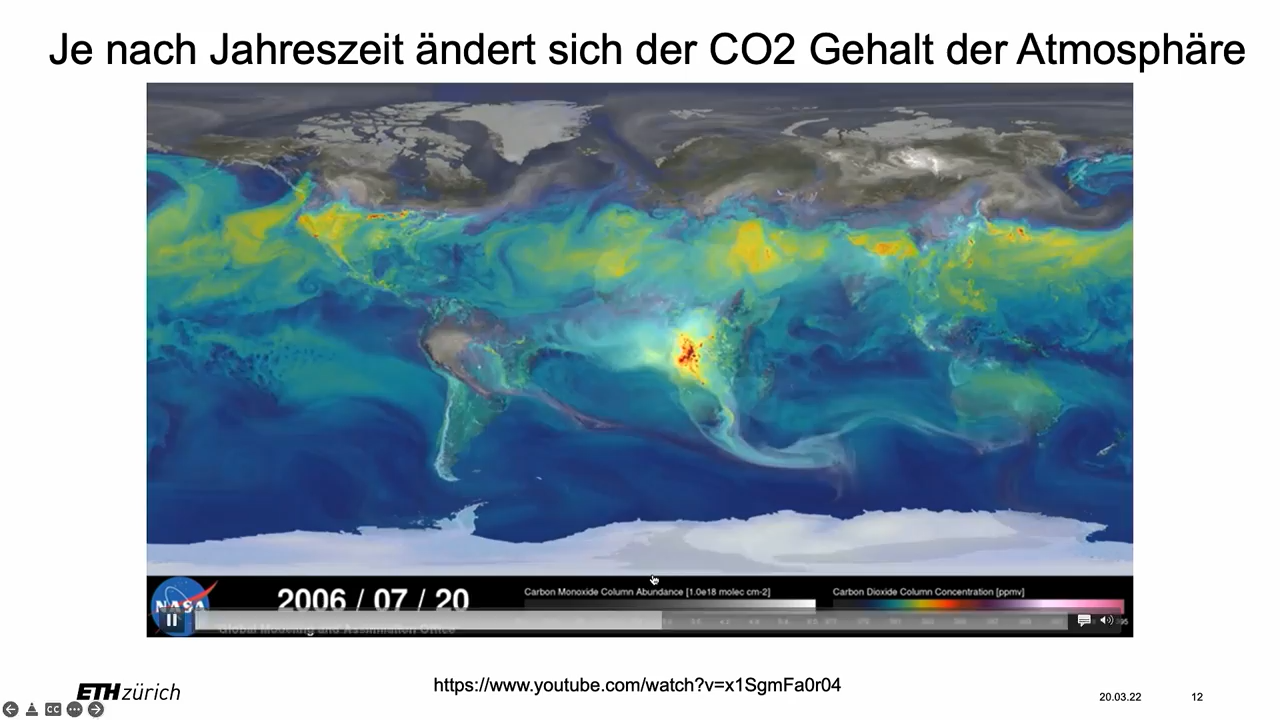 Je nach Jahreszeit ändert sich der CO2 Gehalt der Atmosphäre
NASA
2006 / 07 / 20
Carbon Monoxide Column Abundance [1.0e18 molec cm-2]
Carbon Dioxide Column Concentration [ppmv]
Global Modeling and Assimilation Office
ETH zürich
https://www.youtube.com/watch?v=x1SgmFa0r04
20.03.22
12
CC